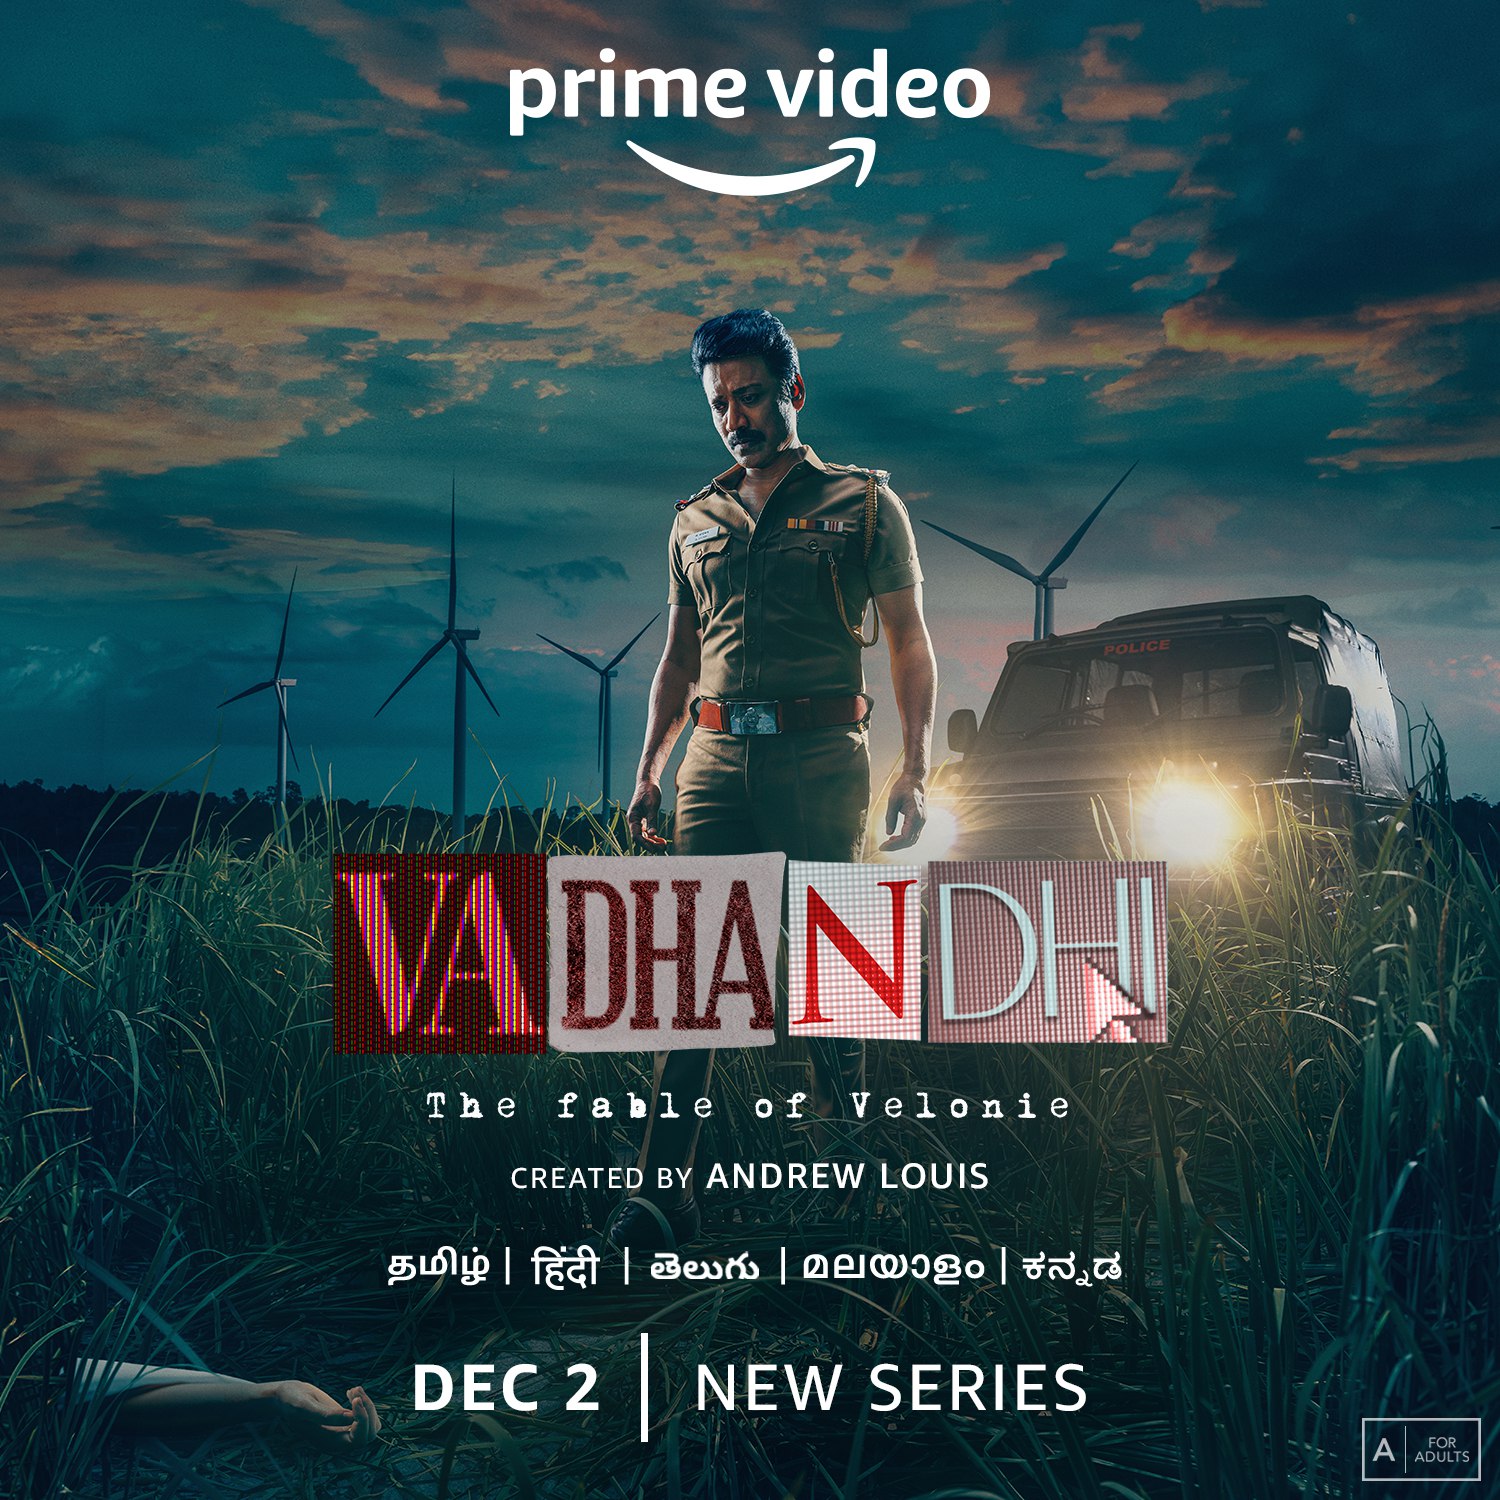 prime video
POLICE
VADHANDHI
The fable of Velonie
CREATED BY ANDREW LOUIS
தமிழ் | हिंदी | తెలుగు | മലയാളം | ಕನ್ನಡ
DEC 2 | NEW SERIES
A | FOR ADULTS